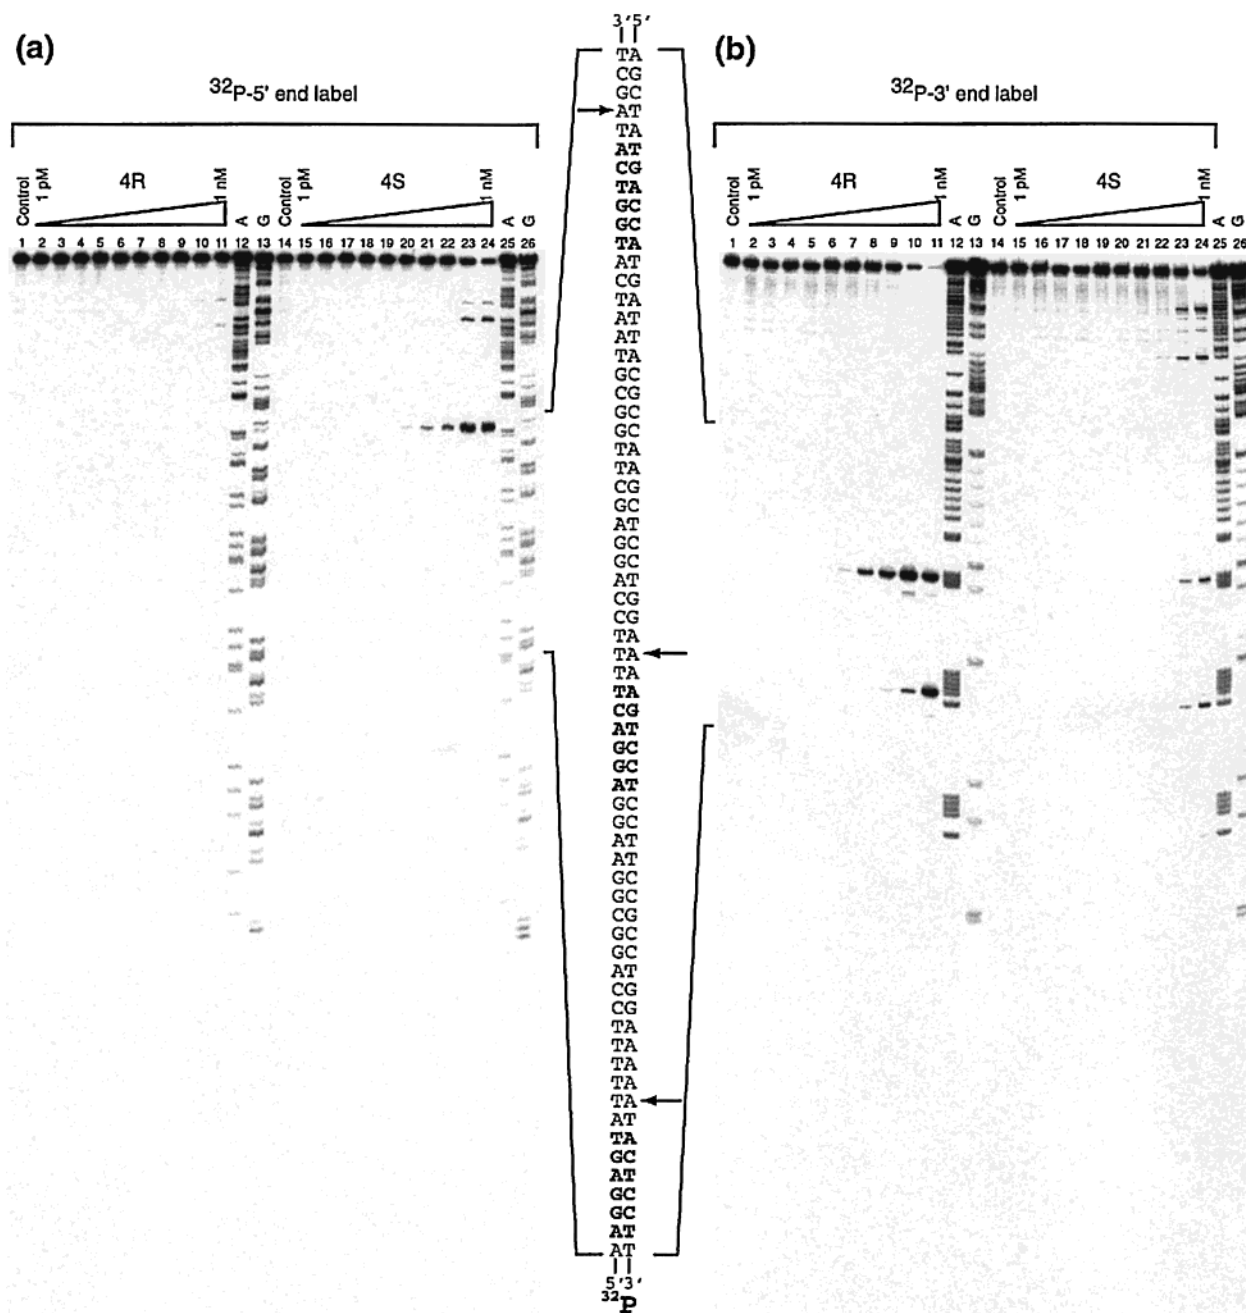 (a)
32P-5' end label
Control
1 pM
4R
1 nM
A
G
Control
1 pM
4S
1 nM
A
G
1 2 3 4 5 6 7 8 9 10 11 12 13 14 15 16 17 18 19 20 21 22 23 24 25 26
3'5'
TA
CG
GC
AT
TA
AT
CG
TA
GC
GC
TA
AT
CG
TA
AT
AT
TA
GC
CG
GC
GC
TA
TA
CG
GC
AT
GC
GC
AT
CG
CG
TA
TA
TA
TA
CG
AT
GC
GC
AT
GC
GC
AT
AT
GC
GC
CG
GC
GC
AT
CG
CG
TA
TA
TA
TA
TA
AT
TA
GC
AT
GC
GC
AT
AT
5'3'
32P
(b)
32P-3' end label
Control
1 pM
4R
1 nM
A
G
Control
1 pM
4S
1 nM
A
G
1 2 3 4 5 6 7 8 9 10 11 12 13 14 15 16 17 18 19 20 21 22 23 24 25 26